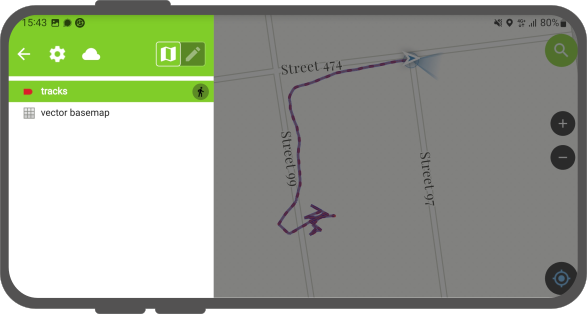 15:43
80%
tracks
vector basemap
Street 474
Street 99
Street 97